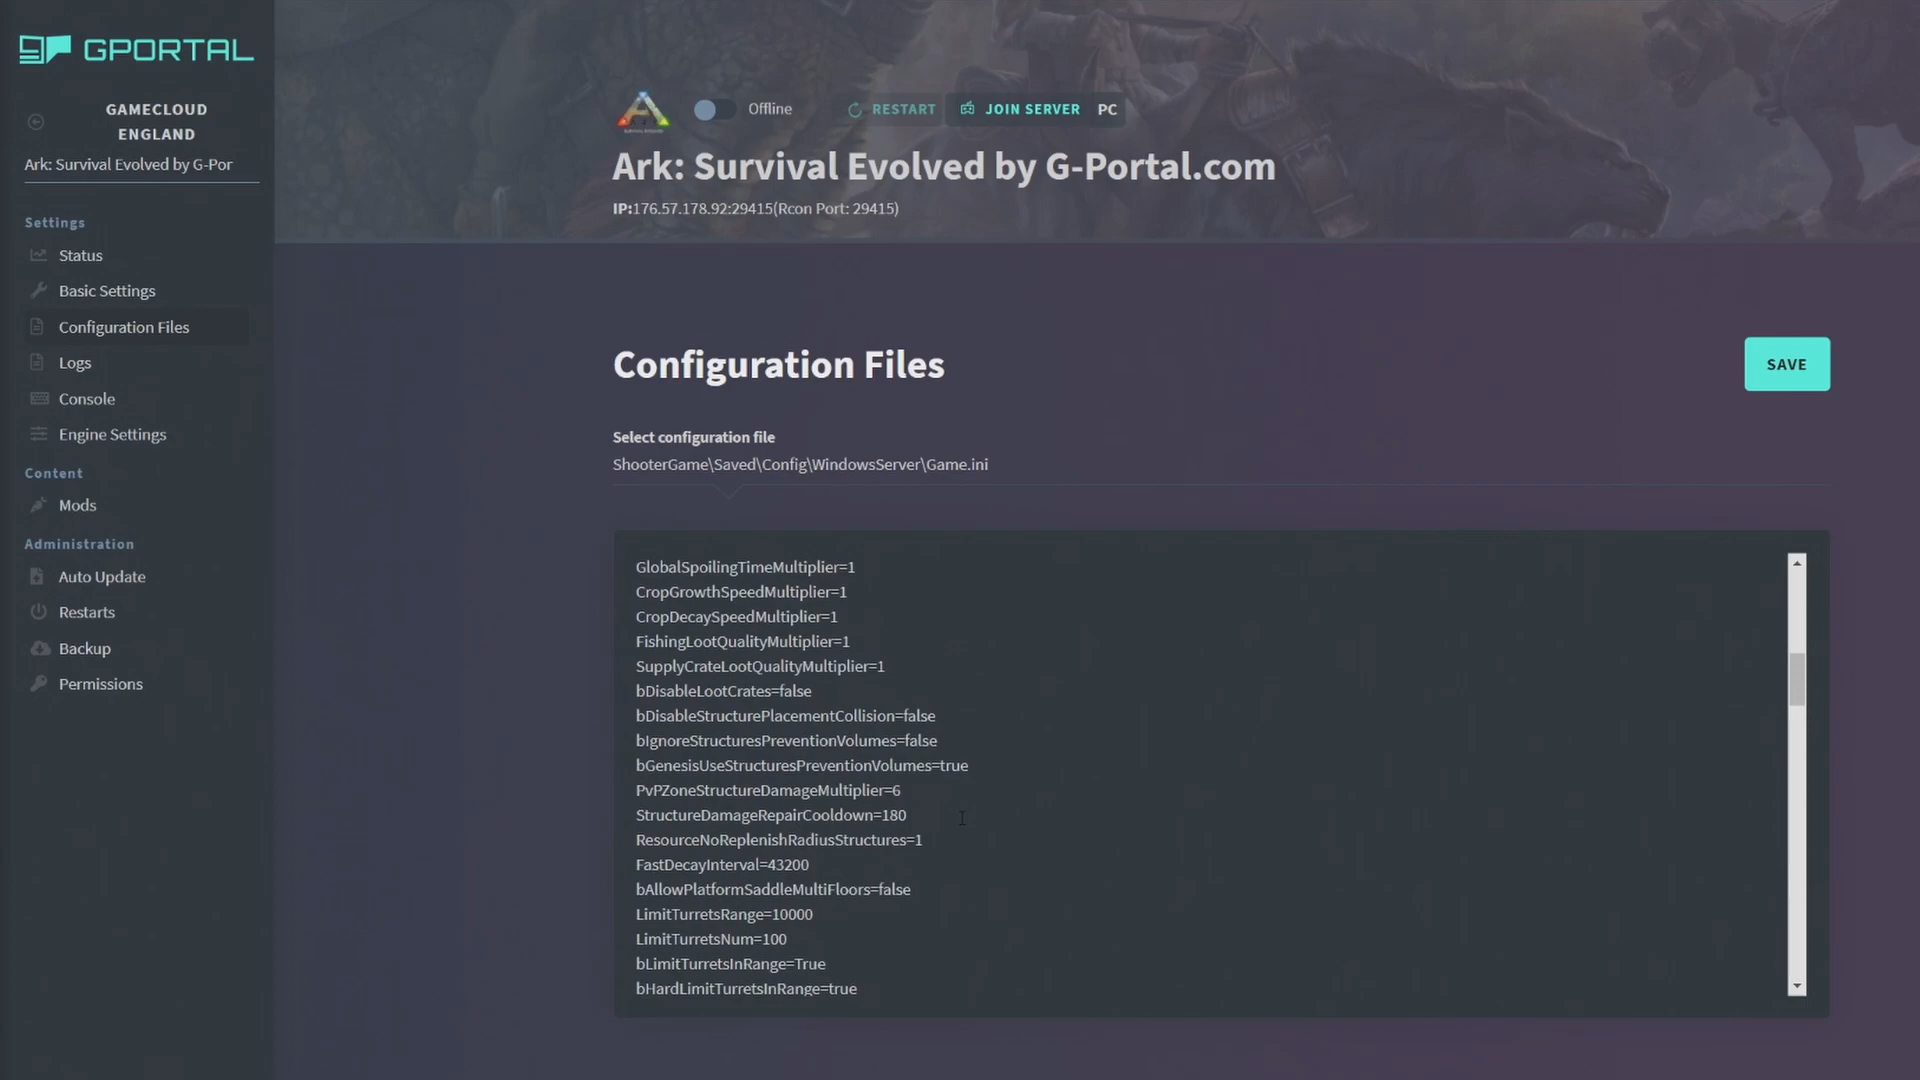 GPORTAL
GAMECLOUD
ENGLAND
Ark: Survival Evolved by G-Por
Settings
Status
Basic Settings
Configuration Files
Logs
Console
Engine Settings
Content
Mods
Administration
Auto Update
Restarts
Backup
Permissions
Offline
RESTART
JOIN SERVER PC
Ark: Survival Evolved by G-Portal.com
IP:176.57.178.92:29415(Rcon Port: 29415)
Configuration Files
SAVE
Select configuration file
ShooterGame\Saved\Config\WindowsServer\Game.ini
GlobalSpoilingTimeMultiplier=1
CropGrowthSpeedMultiplier=1
CropDecaySpeedMultiplier=1
FishingLootQualityMultiplier=1
SupplyCrateLootQualityMultiplier=1
bDisableLootCrates=false
bDisableStructurePlacementCollision=false
bIgnoreStructuresPreventionVolumes=false
bGenesisUseStructuresPreventionVolumes=true
PvPZoneStructureDamageMultiplier=6
StructureDamageRepairCooldown=180
ResourceNoReplenishRadiusStructures=1
FastDecayInterval=43200
bAllowPlatformSaddleMultiFloors=false
LimitTurretsRange=10000
LimitTurretsNum=100
bLimitTurretsInRange=True
bHardLimitTurretsInRange=true